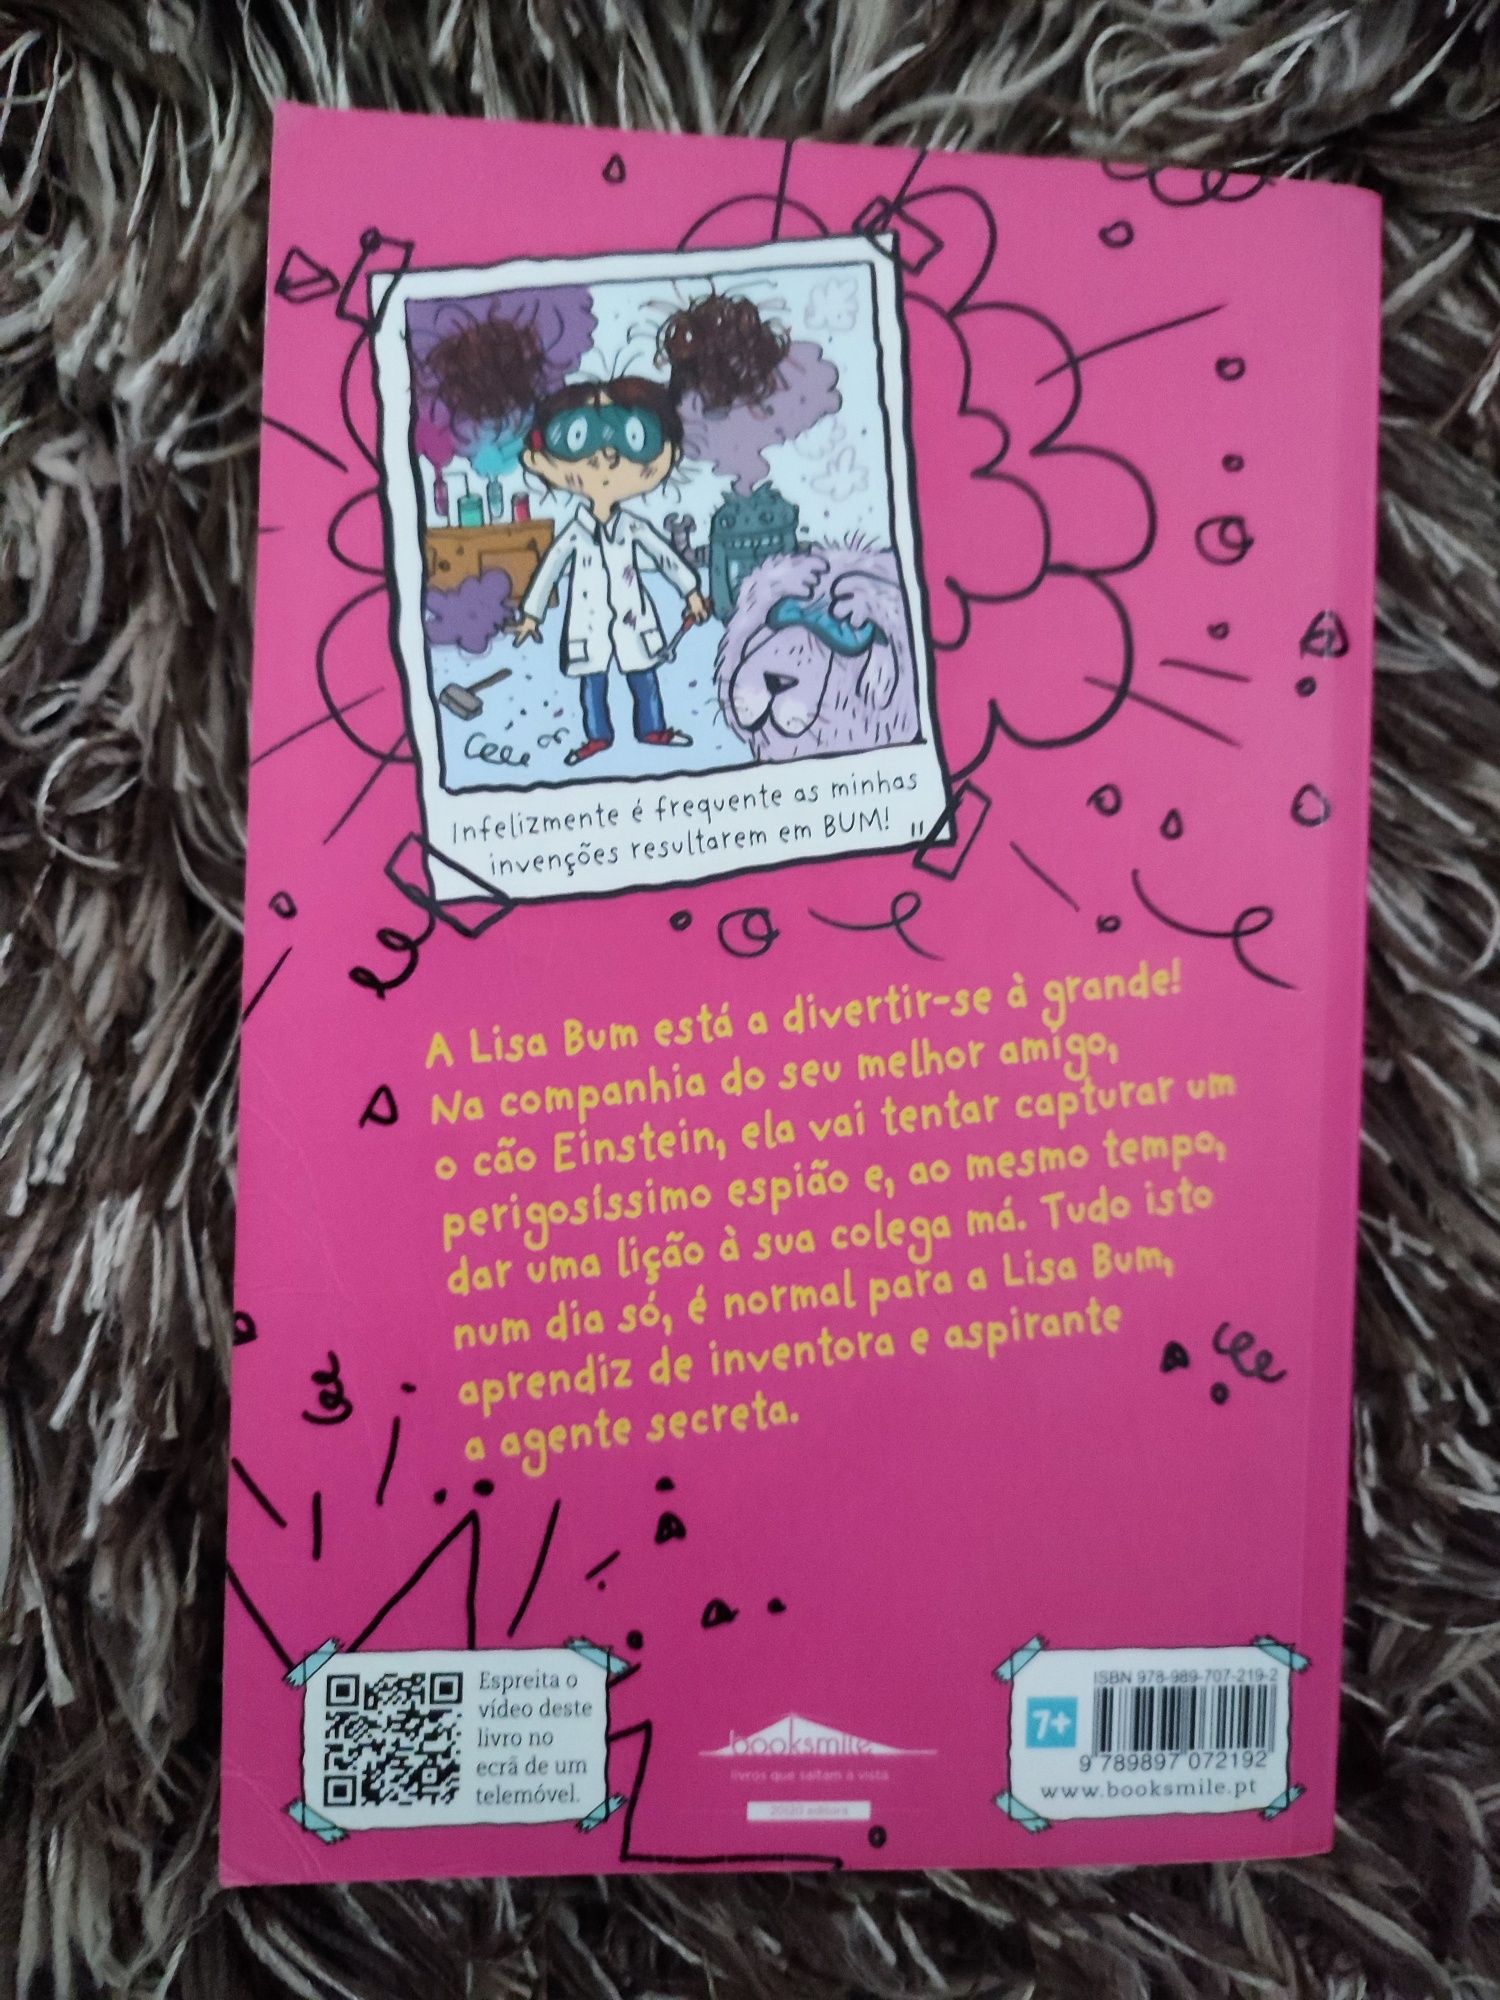 Infelizmente é frequente as minhas
invenções resultarem em BUM!
A Lisa Bum está a divertir-se à grande!
Na companhia do seu melhor amigo,
o cão Einstein, ela vai tentar capturar um
perigosíssimo espião e, ao mesmo tempo,
dar uma lição à sua colega má. Tudo isto
num dia só, é normal para a Lisa Bum,
aprendiz de inventora e aspirante
a agente secreta.
Espreita o
vídeo deste
livro no
ecrã de um
telemóvel.
booksmile
livros que saltam à vista
20|20 editora
ISBN 978-989-707-219-2
7+
9 789897 072192
www.booksmile.pt